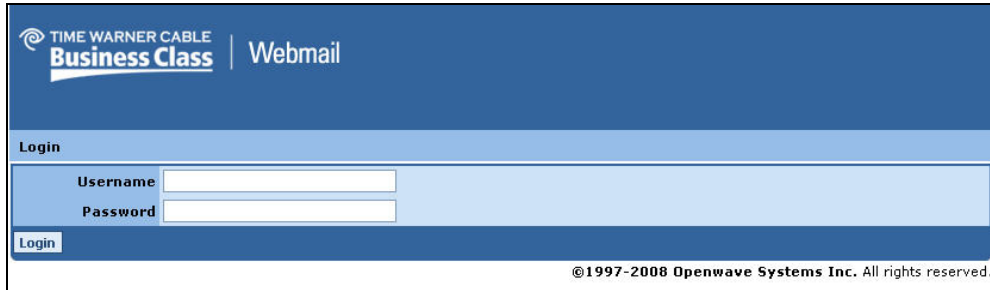 TIME WARNER CABLE
Business Class | Webmail
Login
Username
Password
Login
©1997-2008 Openwave Systems Inc. All rights reserved.